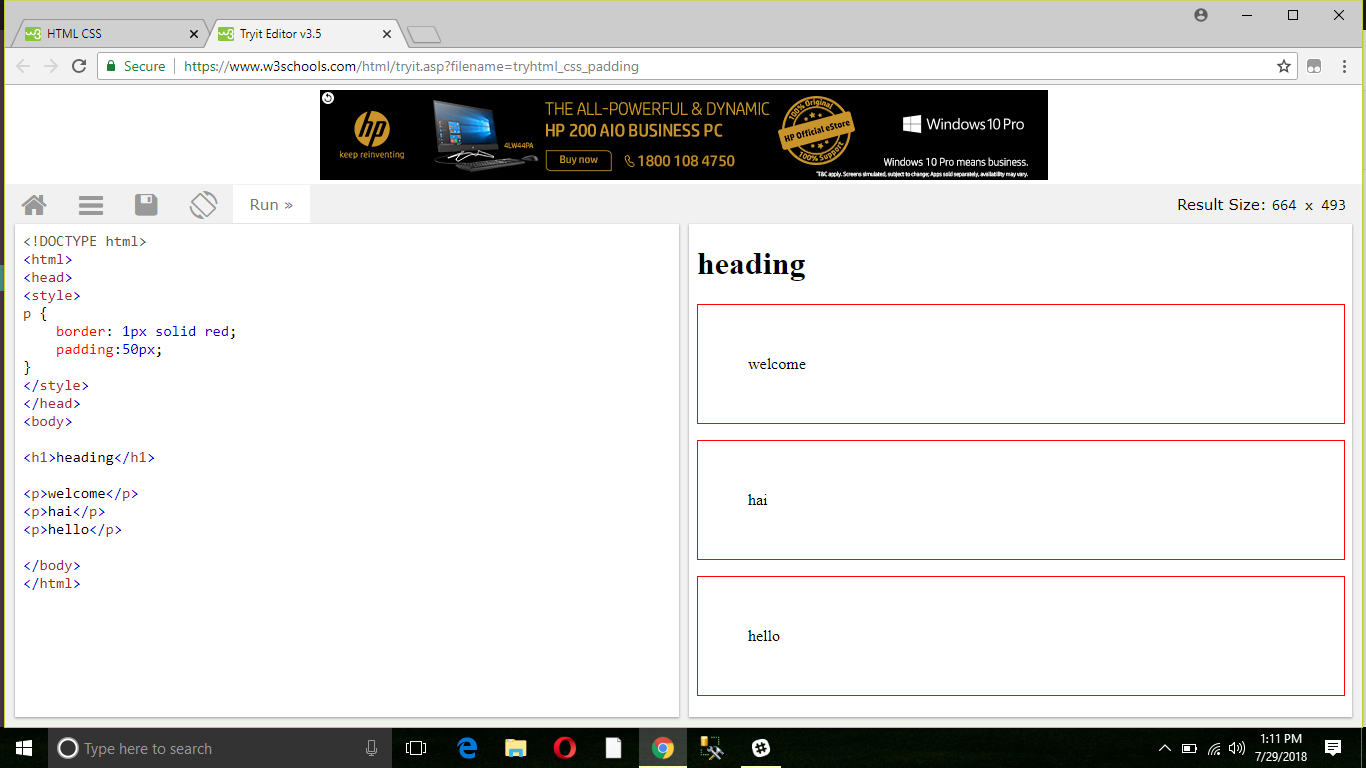 HTML CSS
Tryit Editor v3.5
Secure
https://www.w3schools.com/html/tryit.asp?filename=tryhtml_css_padding
hp
keep reinventing
4LW44PA
THE ALL-POWERFUL & DYNAMIC
HP 200 AIO BUSINESS PC
Buy now
1800 108 4750
100% Original
HP Official eStore
100% Support
Windows 10 Pro
Windows 10 Pro means business.
*T&C apply. Screens simulated, subject to change; Apps sold separately, availability may vary.
Run »
Result Size: 664 x 493
<!DOCTYPE html>
<html>
<head>
<style>
p {
    border: 1px solid red;
    padding:50px;
}
</style>
</head>
<body>
<h1>heading</h1>
<p>welcome</p>
<p>hai</p>
<p>hello</p>
</body>
</html>
heading
welcome
hai
hello
Type here to search
1:11 PM
7/29/2018